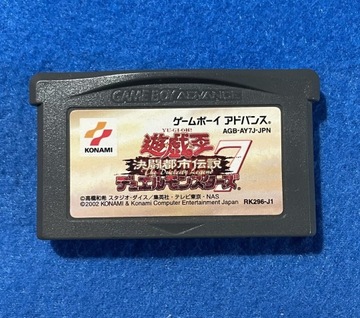 GAME BOY ADVANCE
ゲームボーイ アドバンス®
AGB-AY7J-JPN
KONAMI
YU-GI-OH!
遊戯王
7
決闘都市伝説
The Duelcity Legend
デュエルモンスターズ
©高橋和希 スタジオ・ダイス／集英社・テレビ東京・NAS
©2002 KONAMI & Konami Computer Entertainment Japan
RK296-J1